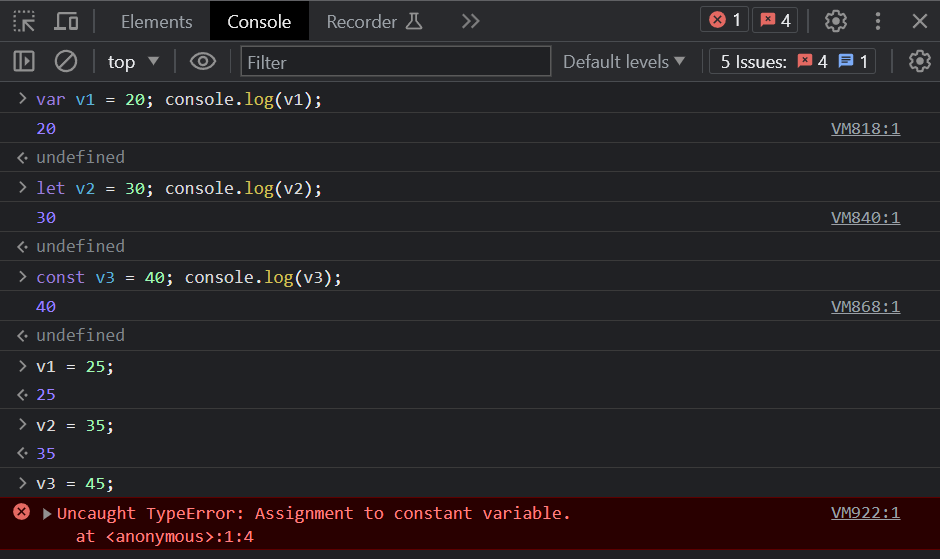 Elements Console Recorder 1 4
top Filter Default levels 5 Issues: 4 1
var v1 = 20; console.log(v1);
20 VM818:1
undefined
let v2 = 30; console.log(v2);
30 VM840:1
undefined
const v3 = 40; console.log(v3);
40 VM868:1
undefined
v1 = 25;
25
v2 = 35;
35
v3 = 45;
Uncaught TypeError: Assignment to constant variable. VM922:1
at <anonymous>:1:4